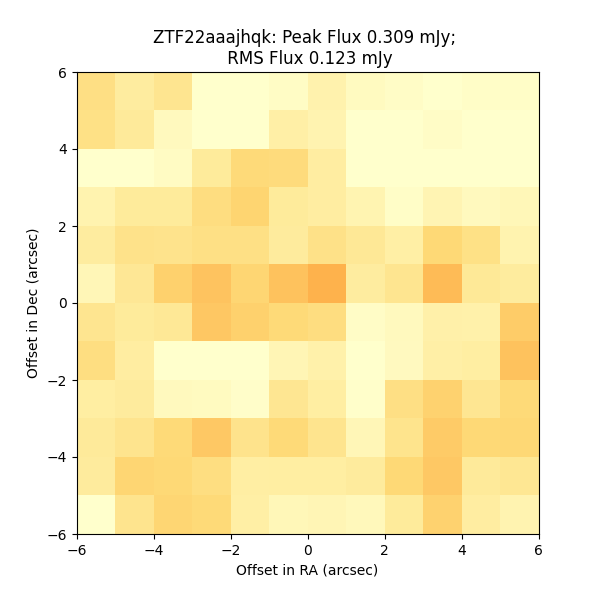 ZTF22aaajhqk: Peak Flux 0.309 mJy;
RMS Flux 0.123 mJy
6
4
2
0
−2
−4
−6
Offset in Dec (arcsec)
−6 −4 −2 0 2 4 6
Offset in RA (arcsec)